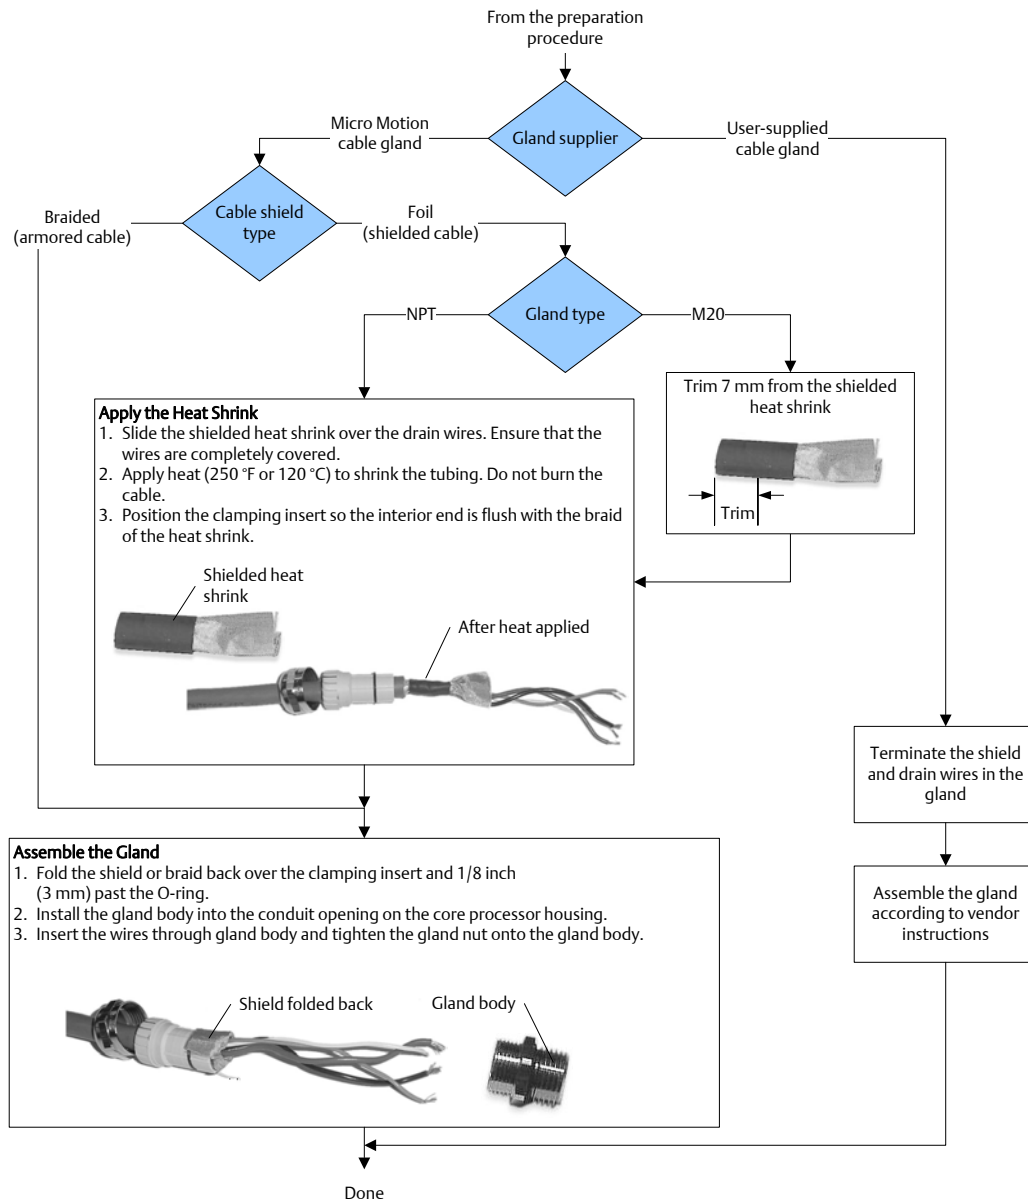 From the preparation
procedure
Gland supplier
Micro Motion
cable gland
User-supplied
cable gland
Cable shield
type
Braided
(armored cable)
Foil
(shielded cable)
Gland type
NPT
M20
Trim 7 mm from the shielded
heat shrink
Trim
Apply the Heat Shrink
1. Slide the shielded heat shrink over the drain wires. Ensure that the
wires are completely covered.
2. Apply heat (250 °F or 120 °C) to shrink the tubing. Do not burn the
cable.
3. Position the clamping insert so the interior end is flush with the braid
of the heat shrink.
Shielded heat
shrink
After heat applied
Terminate the shield
and drain wires in the
gland
Assemble the gland
according to vendor
instructions
Assemble the Gland
1. Fold the shield or braid back over the clamping insert and 1/8 inch
(3 mm) past the O-ring.
2. Install the gland body into the conduit opening on the core processor housing.
3. Insert the wires through gland body and tighten the gland nut onto the gland body.
Shield folded back
Gland body
Done